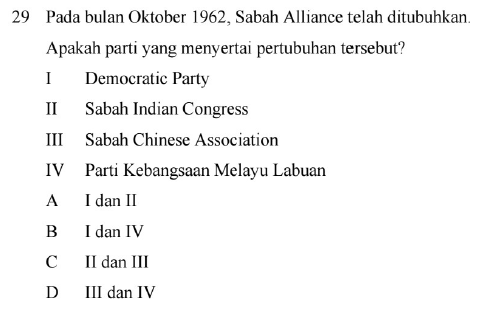 29 Pada bulan Oktober 1962, Sabah Alliance telah ditubuhkan.
Apakah parti yang menyertai pertubuhan tersebut?
I Democratic Party
II Sabah Indian Congress
III Sabah Chinese Association
IV Parti Kebangsaan Melayu Labuan
A I dan II
B I dan IV
C II dan III
D III dan IV